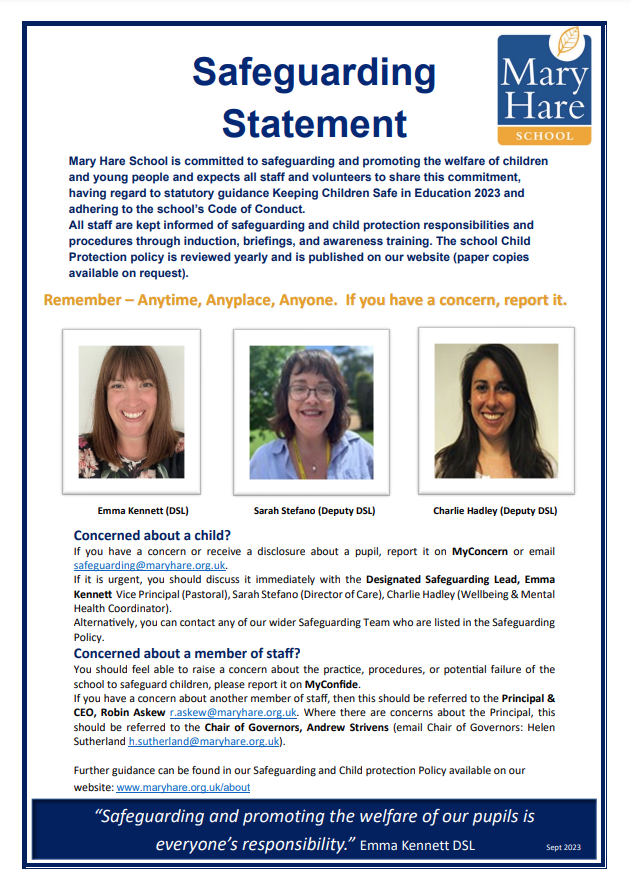 Safeguarding
Statement
Mary
Hare
SCHOOL
Mary Hare School is committed to safeguarding and promoting the welfare of children
and young people and expects all staff and volunteers to share this commitment,
having regard to statutory guidance Keeping Children Safe in Education 2023 and
adhering to the school's Code of Conduct.
All staff are kept informed of safeguarding and child protection responsibilities and
procedures through induction, briefings, and awareness training. The school Child
Protection policy is reviewed yearly and is published on our website (paper copies
available on request).
Remember – Anytime, Anyplace, Anyone. If you have a concern, report it.
Emma Kennett (DSL)
Sarah Stefano (Deputy DSL)
Charlie Hadley (Deputy DSL)
Concerned about a child?
If you have a concern or receive a disclosure about a pupil, report it on MyConcern or email
safeguarding@maryhare.org.uk.
If it is urgent, you should discuss it immediately with the Designated Safeguarding Lead, Emma
Kennett Vice Principal (Pastoral), Sarah Stefano (Director of Care), Charlie Hadley (Wellbeing & Mental
Health Coordinator).
Alternatively, you can contact any of our wider Safeguarding Team who are listed in the Safeguarding
Policy.
Concerned about a member of staff?
You should feel able to raise a concern about the practice, procedures, or potential failure of the
school to safeguard children, please report it on MyConfide.
If you have a concern about another member of staff, then this should be referred to the Principal &
CEO, Robin Askew r.askew@maryhare.org.uk. Where there are concerns about the Principal, this
should be referred to the Chair of Governors, Andrew Strivens (email Chair of Governors: Helen
Sutherland h.sutherland@maryhare.org.uk).
Further guidance can be found in our Safeguarding and Child protection Policy available on our
website: www.maryhare.org.uk/about
"Safeguarding and promoting the welfare of our pupils is
everyone's responsibility." Emma Kennett DSL
Sept 2023